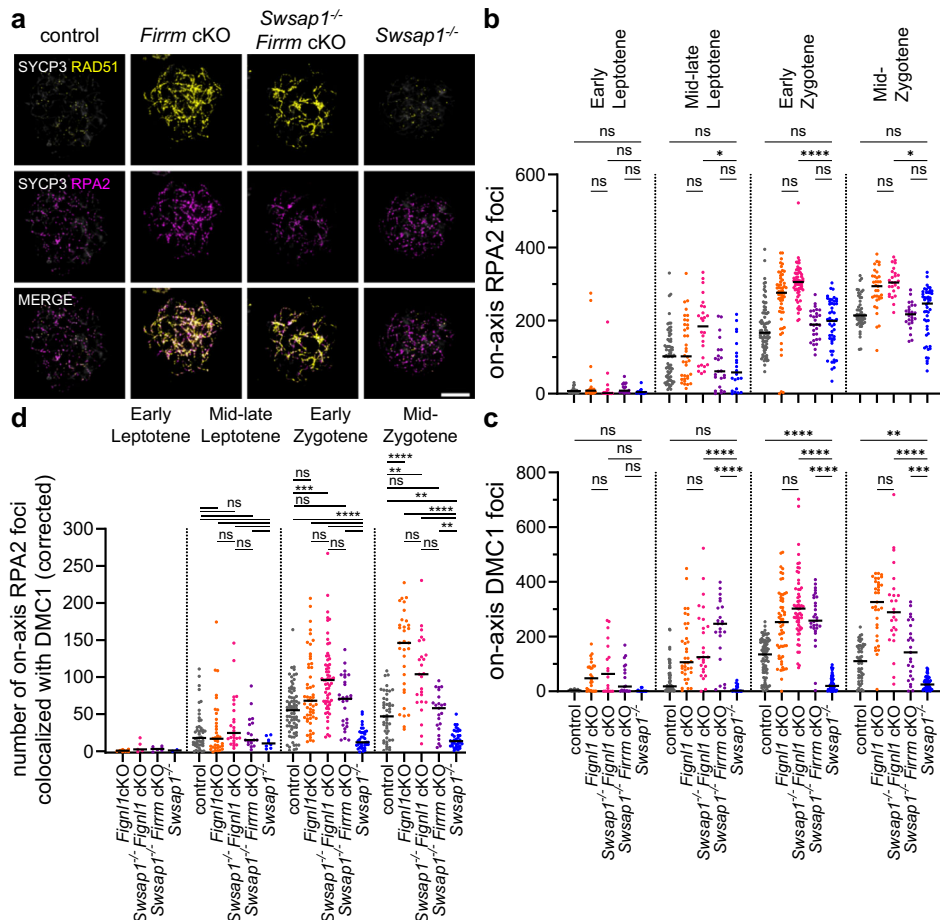 a
control
Firrm cKO
Swsap1-/-
Firrm cKO
Swsap1-/-
SYCP3 RAD51
SYCP3 RPA2
MERGE
b
Early
Leptotene
Mid-late
Leptotene
Early
Zygotene
Mid-
Zygotene
ns
ns
ns
ns
ns
ns
*
ns
ns
ns
****
ns
ns
ns
*
ns
ns
on-axis RPA2 foci
600
400
200
0
c
ns
ns
ns
ns
ns
****
****
ns
****
****
****
ns
**
****
***
ns
on-axis DMC1 foci
800
600
400
200
0
control
Fignl1 cKO
Swsap1-/- Fignl1 cKO
Swsap1-/- Firrm cKO
Swsap1-/-
control
Fignl1 cKO
Swsap1-/- Fignl1 cKO
Swsap1-/- Firrm cKO
Swsap1-/-
control
Fignl1 cKO
Swsap1-/- Fignl1 cKO
Swsap1-/- Firrm cKO
Swsap1-/-
control
Fignl1 cKO
Swsap1-/- Fignl1 cKO
Swsap1-/- Firrm cKO
Swsap1-/-
d
Early
Leptotene
Mid-late
Leptotene
Early
Zygotene
Mid-
Zygotene
ns
ns
ns
ns
***
ns
****
ns
ns
****
**
ns
**
****
**
ns
ns
number of on-axis RPA2 foci
colocalized with DMC1 (corrected)
300
250
200
150
100
50
0
Fignl1cKO
Swsap1-/- Fignl1 cKO
Swsap1-/- Firrm cKO
Swsap1-/-
control
Fignl1cKO
Swsap1-/- Fignl1 cKO
Swsap1-/- Firrm cKO
Swsap1-/-
control
Fignl1cKO
Swsap1-/- Fignl1 cKO
Swsap1-/- Firrm cKO
Swsap1-/-
control
Fignl1cKO
Swsap1-/- Fignl1 cKO
Swsap1-/- Firrm cKO
Swsap1-/-